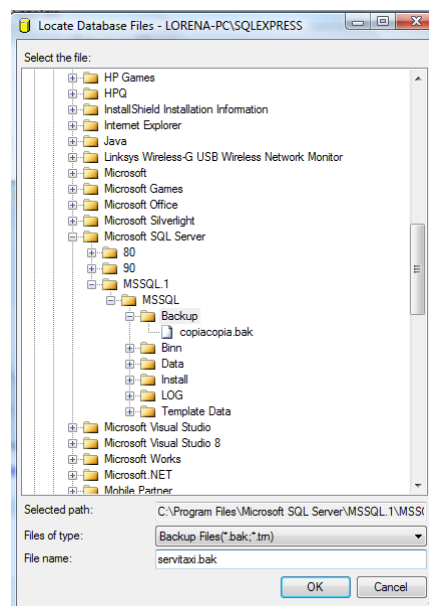 Locate Database Files - LORENA-PC\SQLEXPRESS
Select the file:
HP Games
HPQ
InstallShield Installation Information
Internet Explorer
Java
Linksys Wireless-G USB Wireless Network Monitor
Microsoft
Microsoft Games
Microsoft Office
Microsoft Silverlight
Microsoft SQL Server
80
90
MSSQL.1
MSSQL
Backup
copiacopia.bak
Binn
Data
Install
LOG
Template Data
Microsoft Visual Studio
Microsoft Visual Studio 8
Microsoft Works
Microsoft.NET
Mobile Partner
Selected path: C:\Program Files\Microsoft SQL Server\MSSQL.1\MSS
Files of type: Backup Files(*.bak;*.trn)
File name: servitaxi.bak
OK Cancel